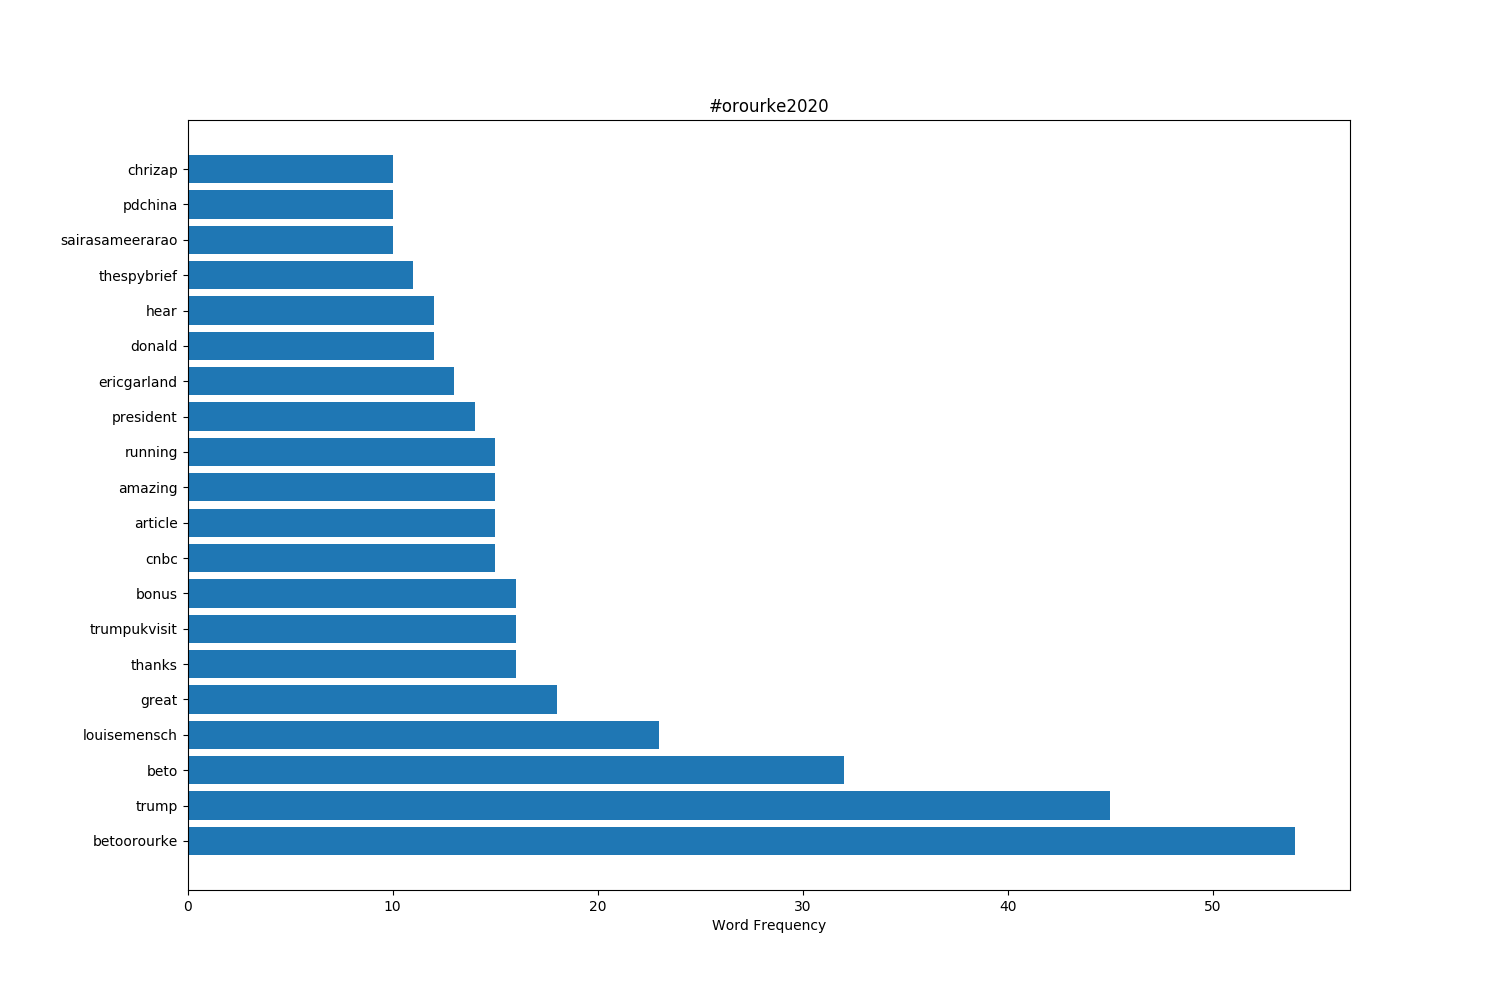 #orourke2020
chrizap
pdchina
sairasameerarao
thespybrief
hear
donald
ericgarland
president
running
amazing
article
cnbc
bonus
trumpukvisit
thanks
great
louisemensch
beto
trump
betoorourke
0 10 20 30 40 50
Word Frequency